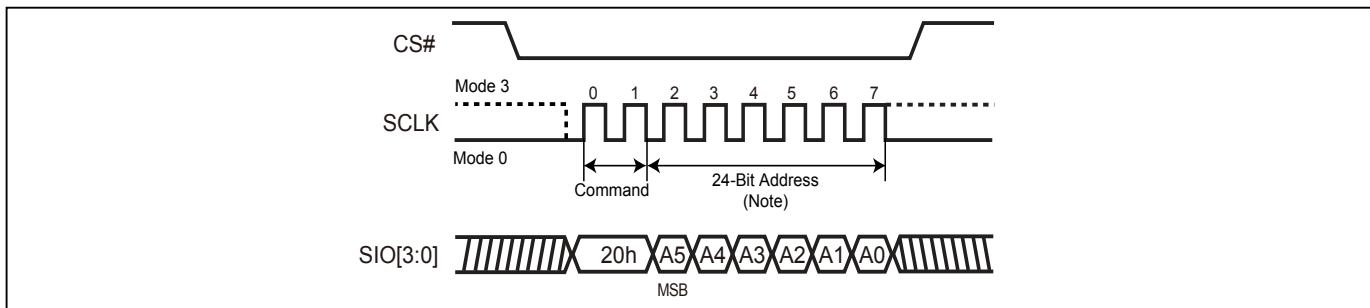 CS#
Mode 3
0 1 2 3 4 5 6 7
SCLK
Mode 0
Command
24-Bit Address
(Note)
SIO[3:0]
20h A5 A4 A3 A2 A1 A0
MSB